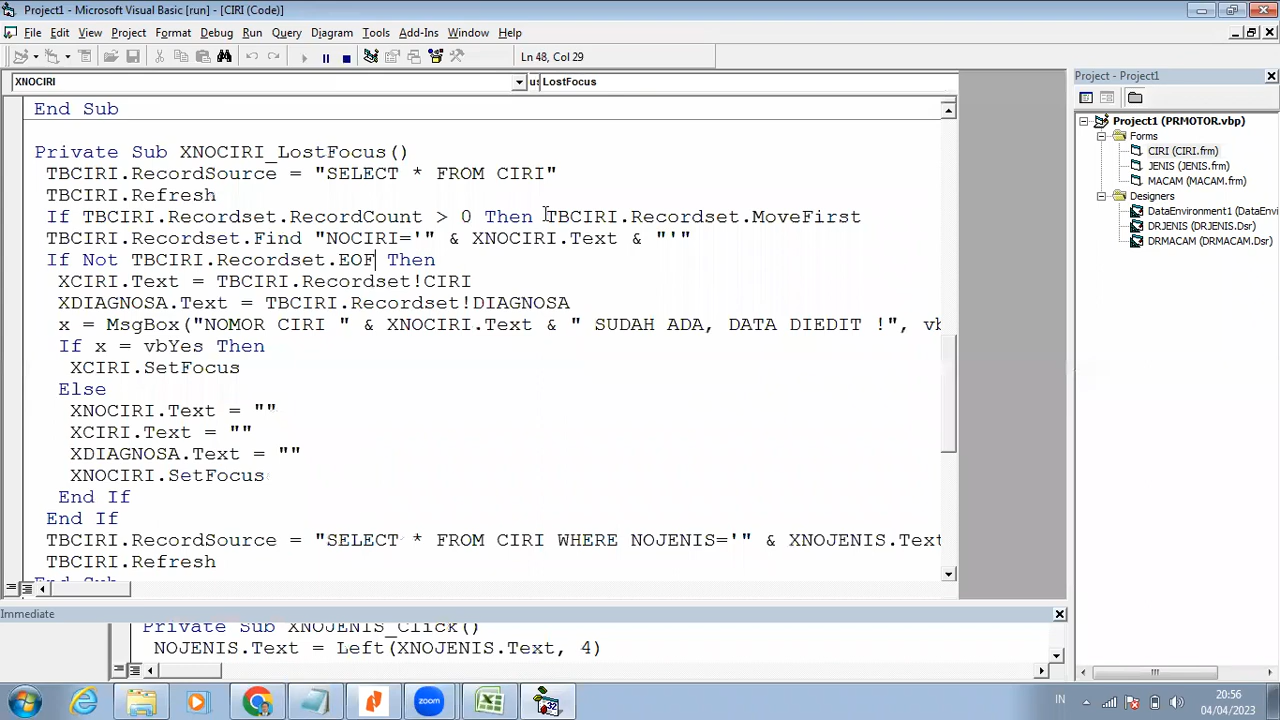 Project1 - Microsoft Visual Basic [run] - [CIRI (Code)]
File Edit View Project Format Debug Run Query Diagram Tools Add-Ins Window Help
Ln 48, Col 29
XNOCIRI
LostFocus
End Sub
Private Sub XNOCIRI_LostFocus()
TBCIRI.RecordSource = "SELECT * FROM CIRI"
TBCIRI.Refresh
If TBCIRI.Recordset.RecordCount > 0 Then TBCIRI.Recordset.MoveFirst
TBCIRI.Recordset.Find "NOCIRI='" & XNOCIRI.Text & "'"
If Not TBCIRI.Recordset.EOF Then
XCIRI.Text = TBCIRI.Recordset!CIRI
XDIAGNOSA.Text = TBCIRI.Recordset!DIAGNOSA
x = MsgBox("NOMOR CIRI " & XNOCIRI.Text & " SUDAH ADA, DATA DIEDIT !", vb
If x = vbYes Then
XCIRI.SetFocus
Else
XNOCIRI.Text = ""
XCIRI.Text = ""
XDIAGNOSA.Text = ""
XNOCIRI.SetFocus
End If
End If
TBCIRI.RecordSource = "SELECT * FROM CIRI WHERE NOJENIS='" & XNOJENIS.Text
TBCIRI.Refresh
End Sub
Immediate
Private Sub XNOJENIS_Click()
NOJENIS.Text = Left(XNOJENIS.Text, 4)
Project - Project1
Project1 (PRMOTOR.vbp)
Forms
CIRI (CIRI.frm)
JENIS (JENIS.frm)
MACAM (MACAM.frm)
Designers
DataEnvironment1 (DataEnvi
DRJENIS (DRJENIS.Dsr)
DRMACAM (DRMACAM.Dsr)
zoom
32
IN
20:56
04/04/2023